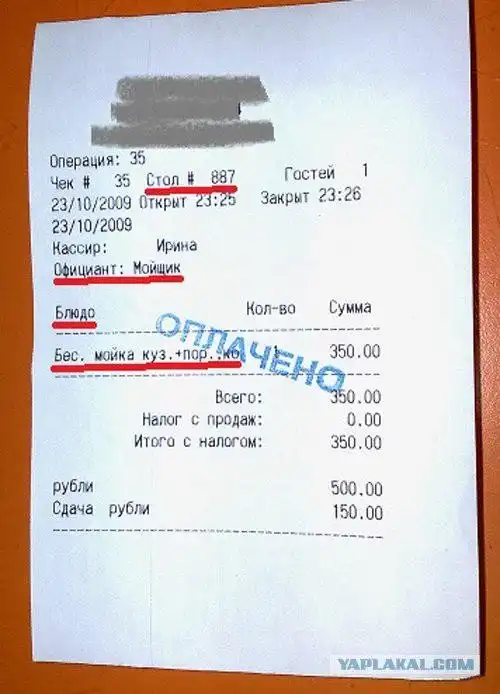 Операция: 35
Чек # 35 Стол # 887 Гостей 1
23/10/2009 Открыт 23:25 Закрыт 23:26
23/10/2009
Кассир: Ирина
Официант: Мойщик
Блюдо Кол-во Сумма
ОПЛАЧЕНО
Бес. мойка куз.+пор.,ко 350.00
Всего: 350.00
Налог с продаж: 0.00
Итого с налогом: 350.00
рубли 500.00
Сдача рубли 150.00
YAPLAKAL.COM